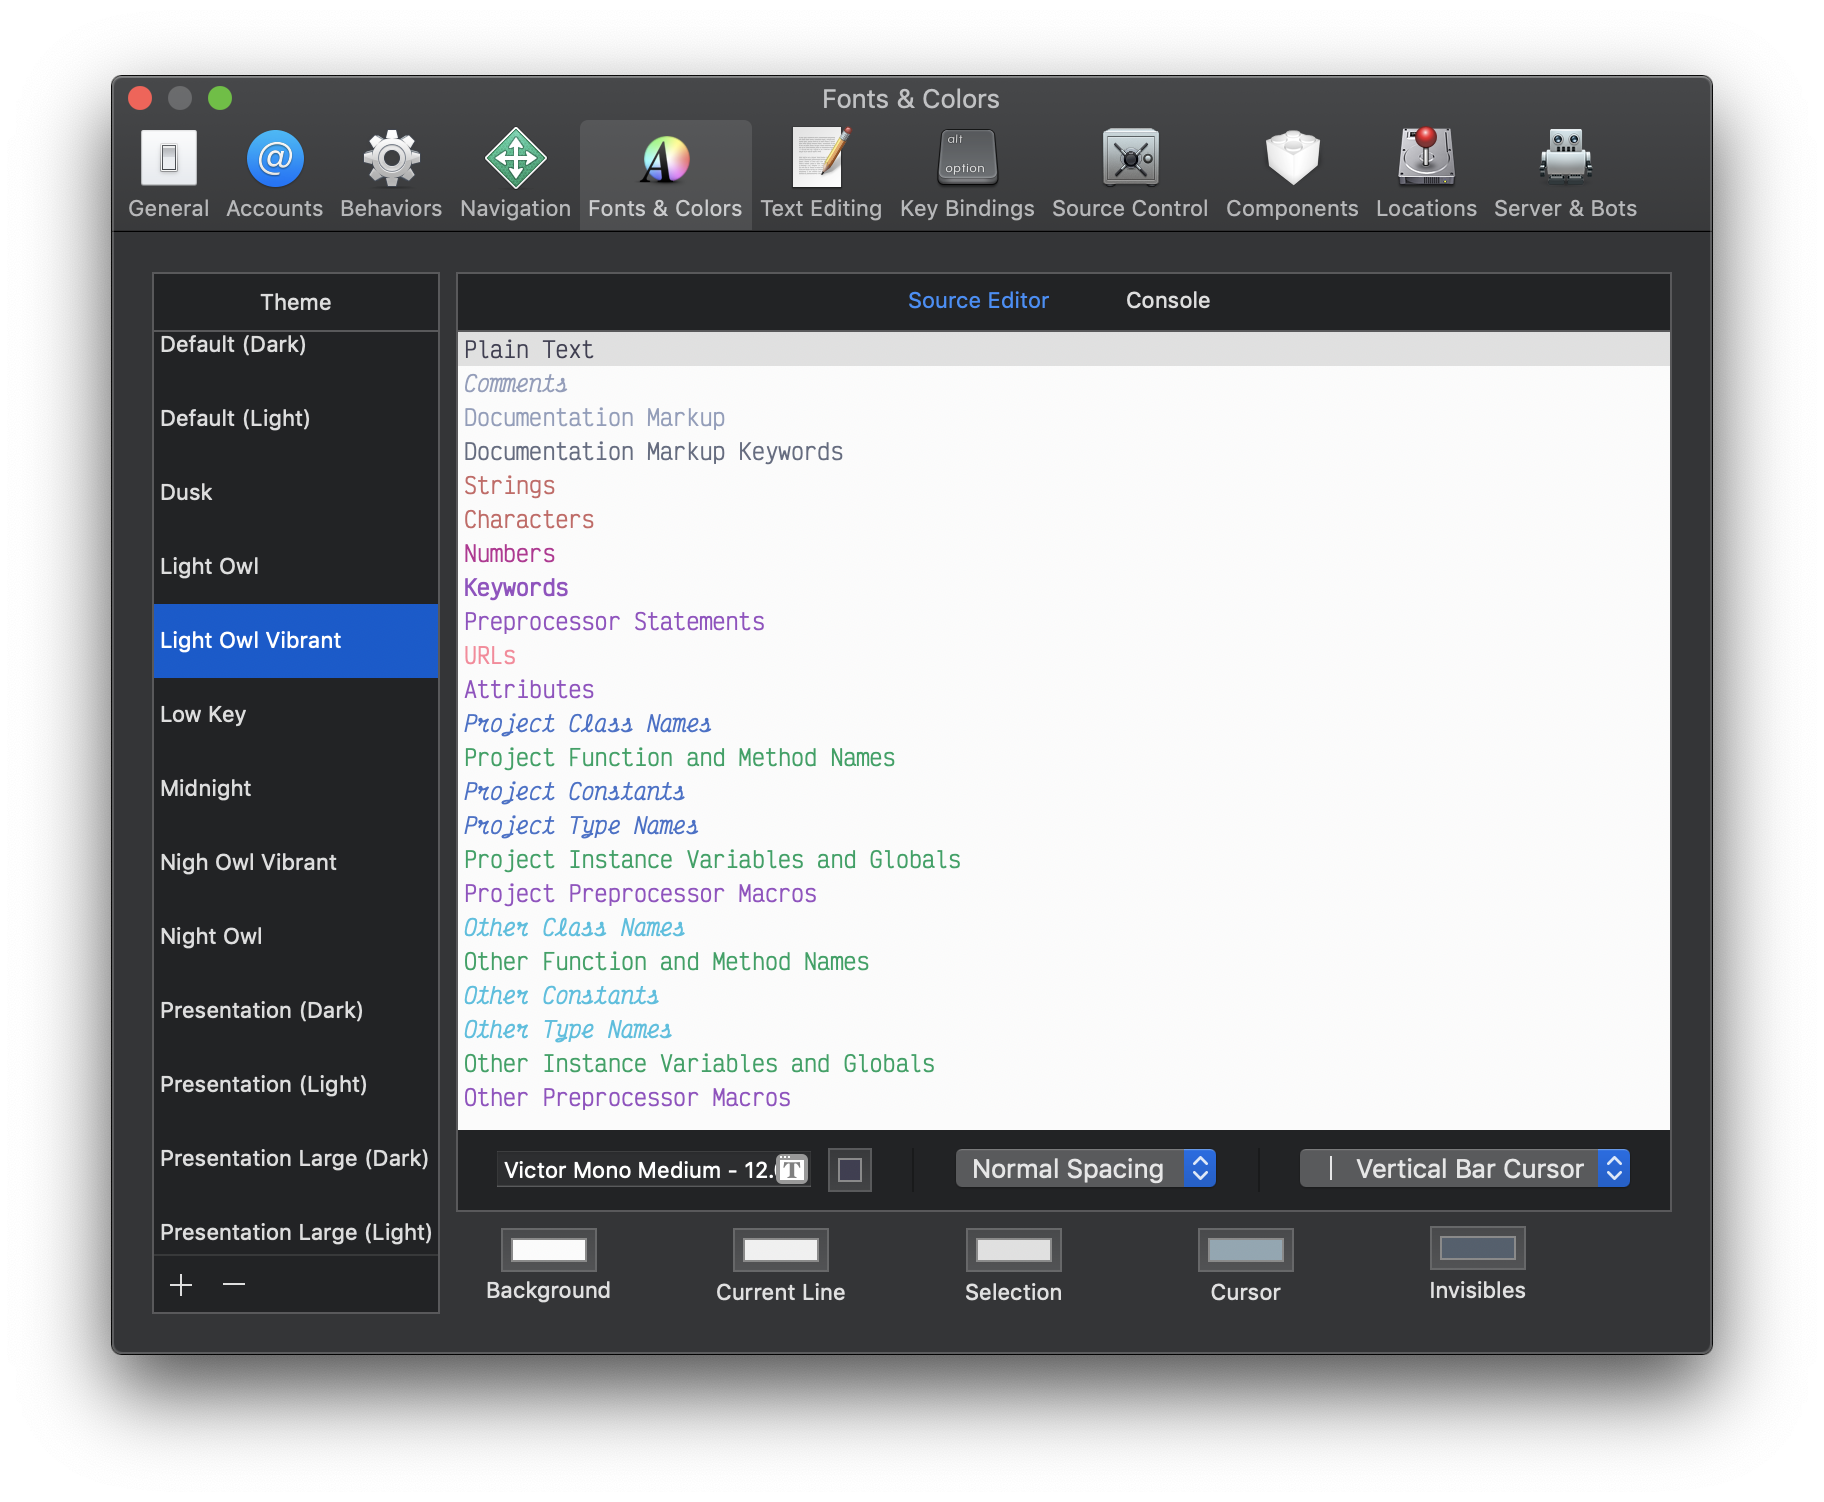 Fonts & Colors
alt
option
General Accounts Behaviors Navigation Fonts & Colors Text Editing Key Bindings Source Control Components Locations Server & Bots
Theme
Default (Dark)
Default (Light)
Dusk
Light Owl
Light Owl Vibrant
Low Key
Midnight
Nigh Owl Vibrant
Night Owl
Presentation (Dark)
Presentation (Light)
Presentation Large (Dark)
Presentation Large (Light)
Source Editor Console
Plain Text
Comments
Documentation Markup
Documentation Markup Keywords
Strings
Characters
Numbers
Keywords
Preprocessor Statements
URLs
Attributes
Project Class Names
Project Function and Method Names
Project Constants
Project Type Names
Project Instance Variables and Globals
Project Preprocessor Macros
Other Class Names
Other Function and Method Names
Other Constants
Other Type Names
Other Instance Variables and Globals
Other Preprocessor Macros
Victor Mono Medium - 12. T Normal Spacing Vertical Bar Cursor
Background Current Line Selection Cursor Invisibles